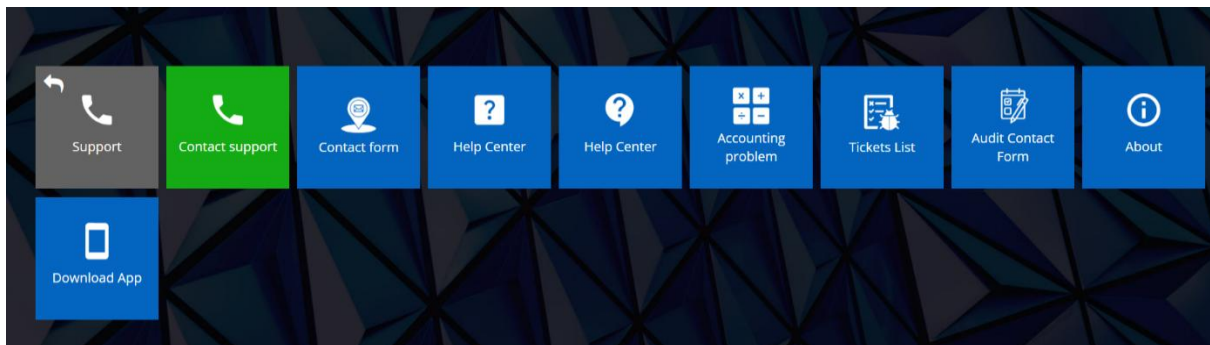 Support
Contact support
Contact form
Help Center
Help Center
Accounting
problem
Tickets List
Audit Contact
Form
About
Download App